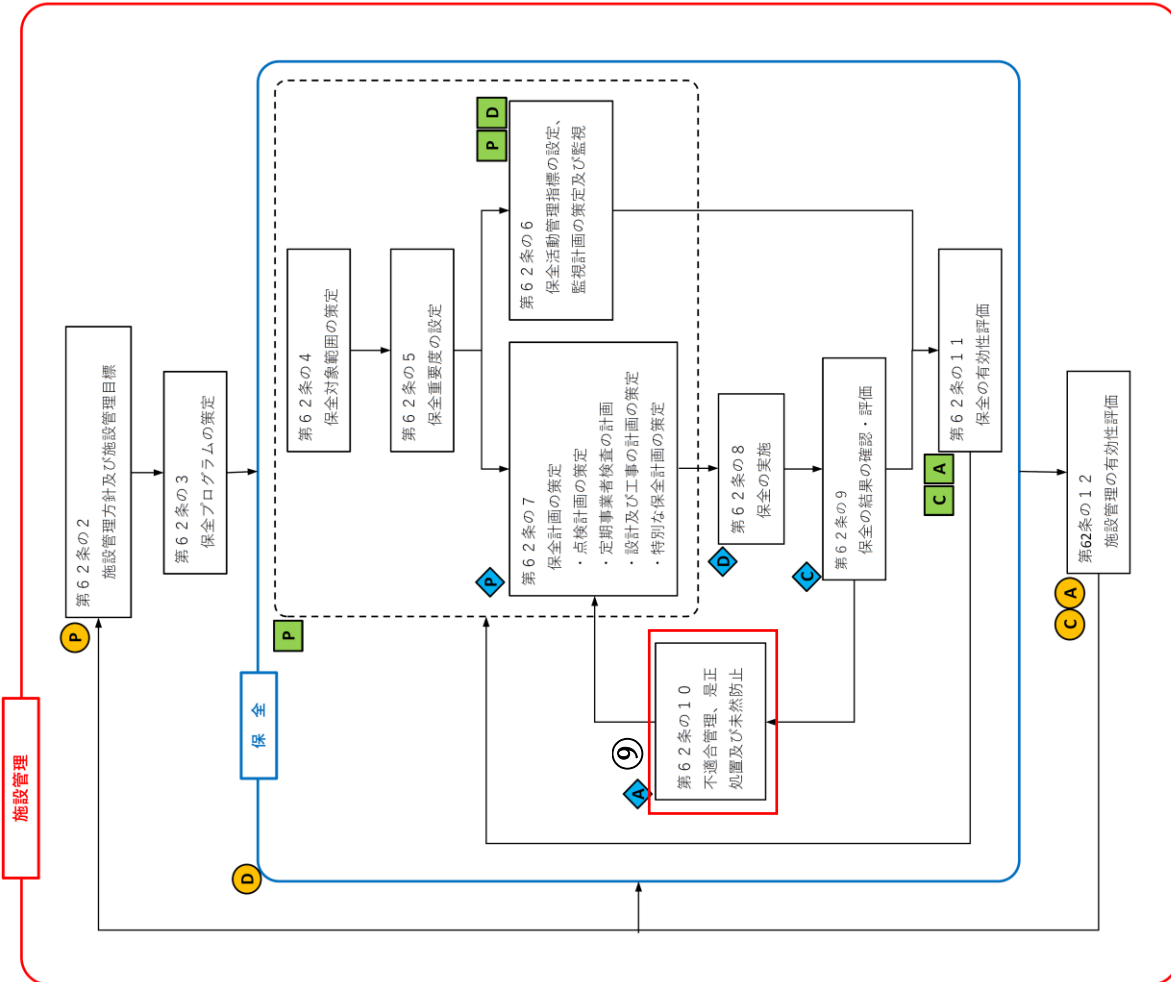 施設管理
P
第６２条の２
施設管理方針及び施設管理目標
第６２条の３
保全プログラムの策定
D
保 全
P
第６２条の４
保全対象範囲の策定
第６２条の５
保全重要度の設定
P D
第６２条の６
保全活動管理指標の設定、
監視計画の策定及び監視
P
第６２条の７
保全計画の策定
・点検計画の策定
・定期事業者検査の計画
・設計及び工事の計画の策定
・特別な保全計画の策定
D
第６２条の８
保全の実施
C
第６２条の９
保全の結果の確認・評価
⑨
A
第６２条の１０
不適合管理、是正
処置及び未然防止
C A
第６２条の１１
保全の有効性評価
C A
第62条の１２
施設管理の有効性評価